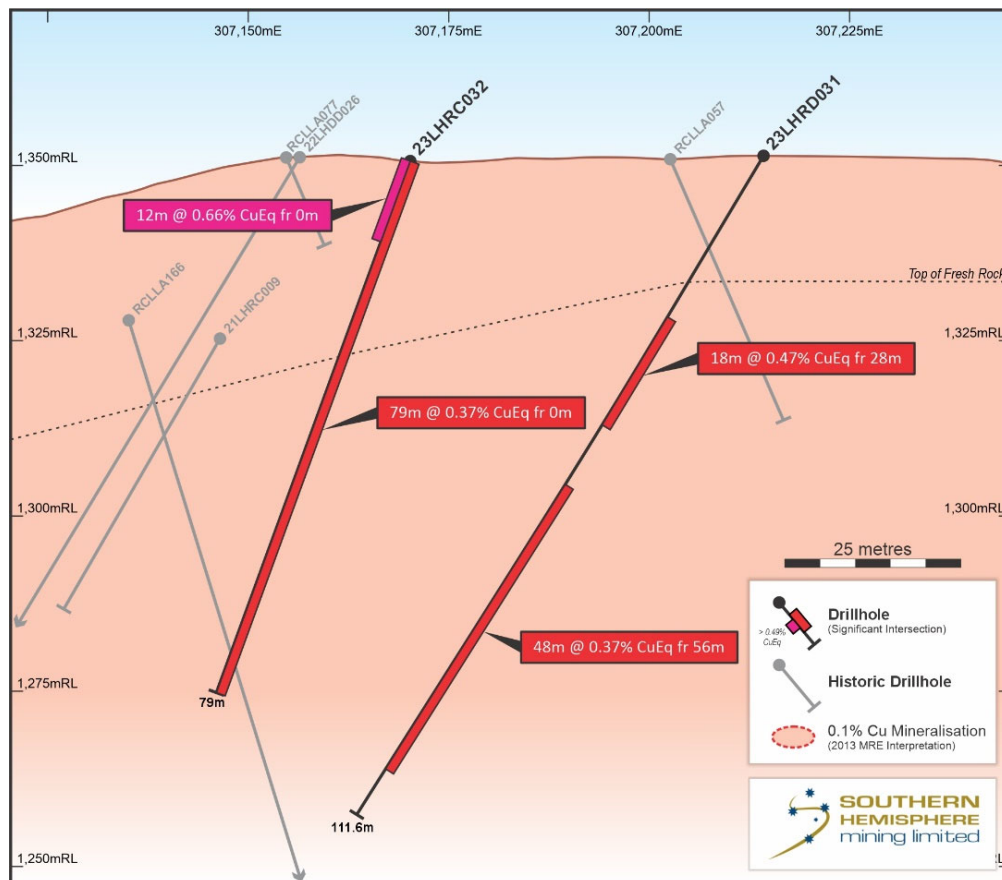 307,150mE
307,175mE
307,200mE
307,225mE
RCLLA077
22LHDD026
23LHRC032
RCLLA057
23LHRD031
1,350mRL
12m @ 0.66% CuEq fr 0m
RCLLA166
21LHRC009
Top of Fresh Rock
1,325mRL
1,325mRL
18m @ 0.47% CuEq fr 28m
79m @ 0.37% CuEq fr 0m
1,300mRL
1,300mRL
25 metres
Drillhole
(Significant Intersection)
> 0.49%
CuEq
48m @ 0.37% CuEq fr 56m
Historic Drillhole
1,275mRL
79m
0.1% Cu Mineralisation
(2013 MRE Interpretation)
SOUTHERN
HEMISPHERE
mining limited
111.6m
1,250mRL